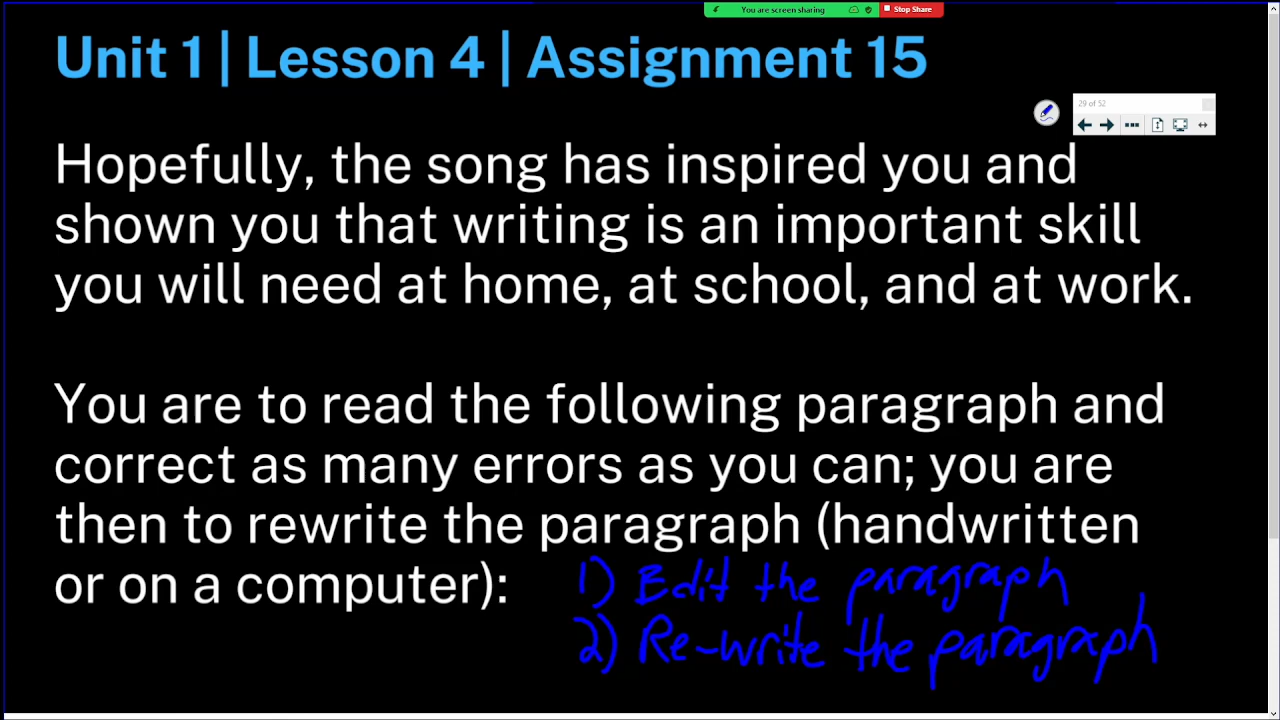 You are screen sharing
Stop Share
Unit 1 | Lesson 4 | Assignment 15
29 of 52
Hopefully, the song has inspired you and
shown you that writing is an important skill
you will need at home, at school, and at work.
You are to read the following paragraph and
correct as many errors as you can; you are
then to rewrite the paragraph (handwritten
or on a computer):
1) Edit the paragraph
2) Re-write the paragraph